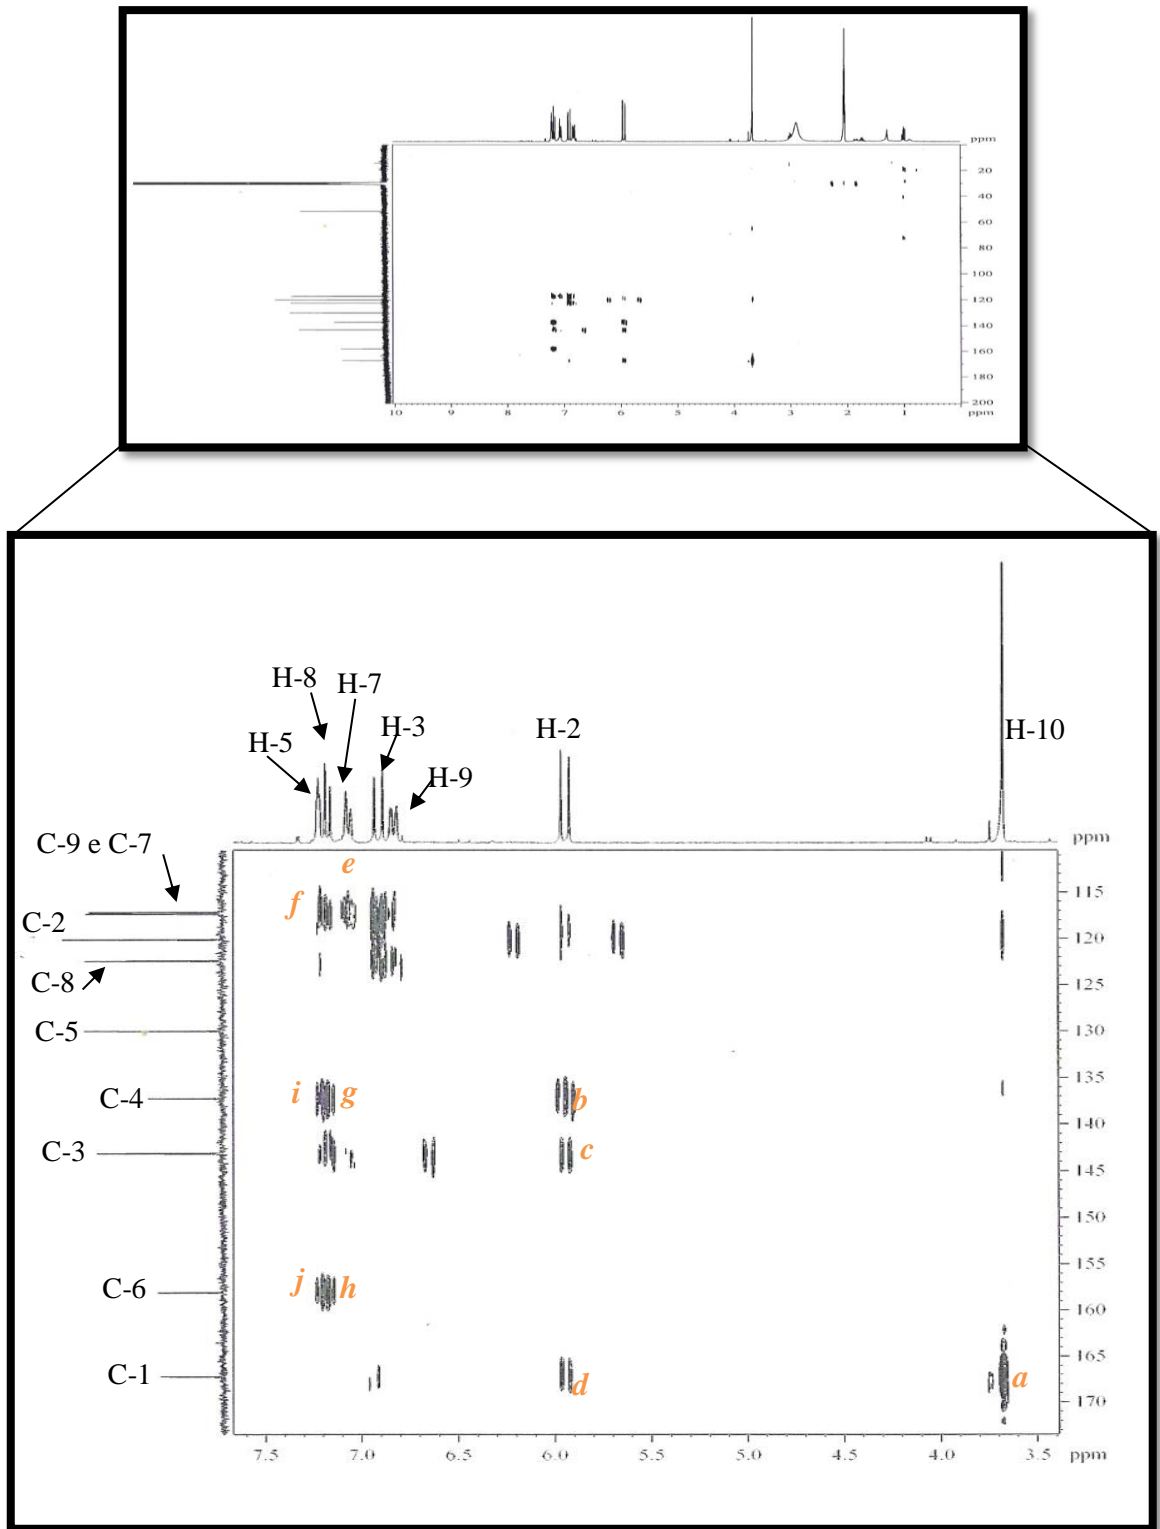 ppm
20
40
60
80
100
120
140
160
180
200
10 9 8 7 6 5 4 3 2 1 ppm
H-8
H-7
H-3
H-5
H-9
H-2
H-10
C-9 e C-7
C-2
C-8
C-5
C-4
C-3
C-6
C-1
e
f
i
g
b
c
j
h
d
a
ppm
115
120
125
130
135
140
145
150
155
160
165
170
7.5 7.0 6.5 6.0 5.5 5.0 4.5 4.0 3.5 ppm